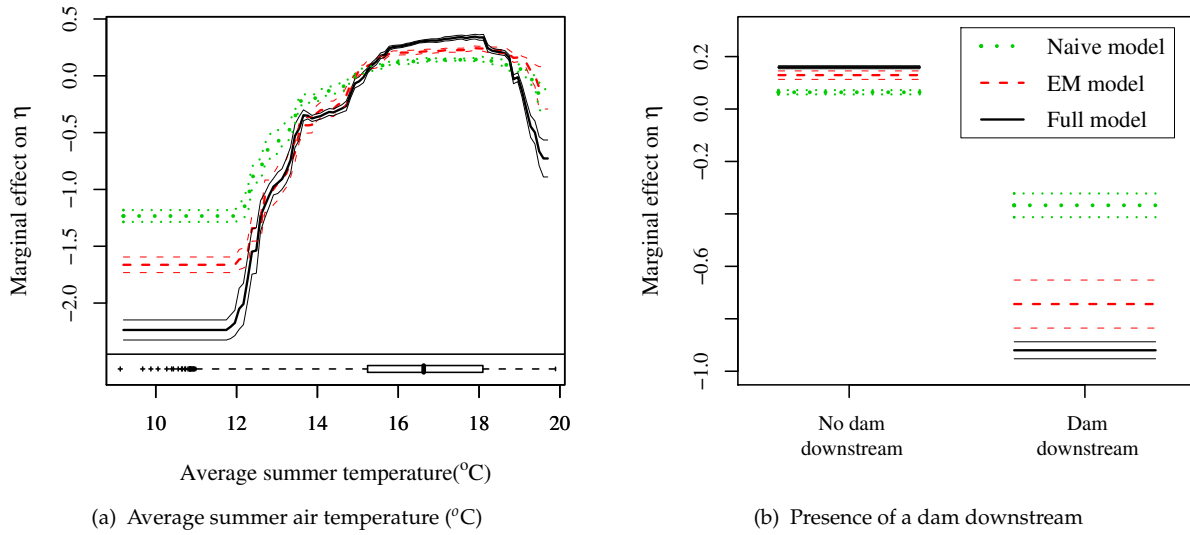 Marginal effect on η
0.5
0.0
−0.5
−1.0
−1.5
−2.0
10 12 14 16 18 20
Average summer temperature(°C)
(a) Average summer air temperature (°C)
Marginal effect on η
0.2
0.0
−0.2
−0.6
−1.0
Naive model
EM model
Full model
No dam
downstream
Dam
downstream
(b) Presence of a dam downstream